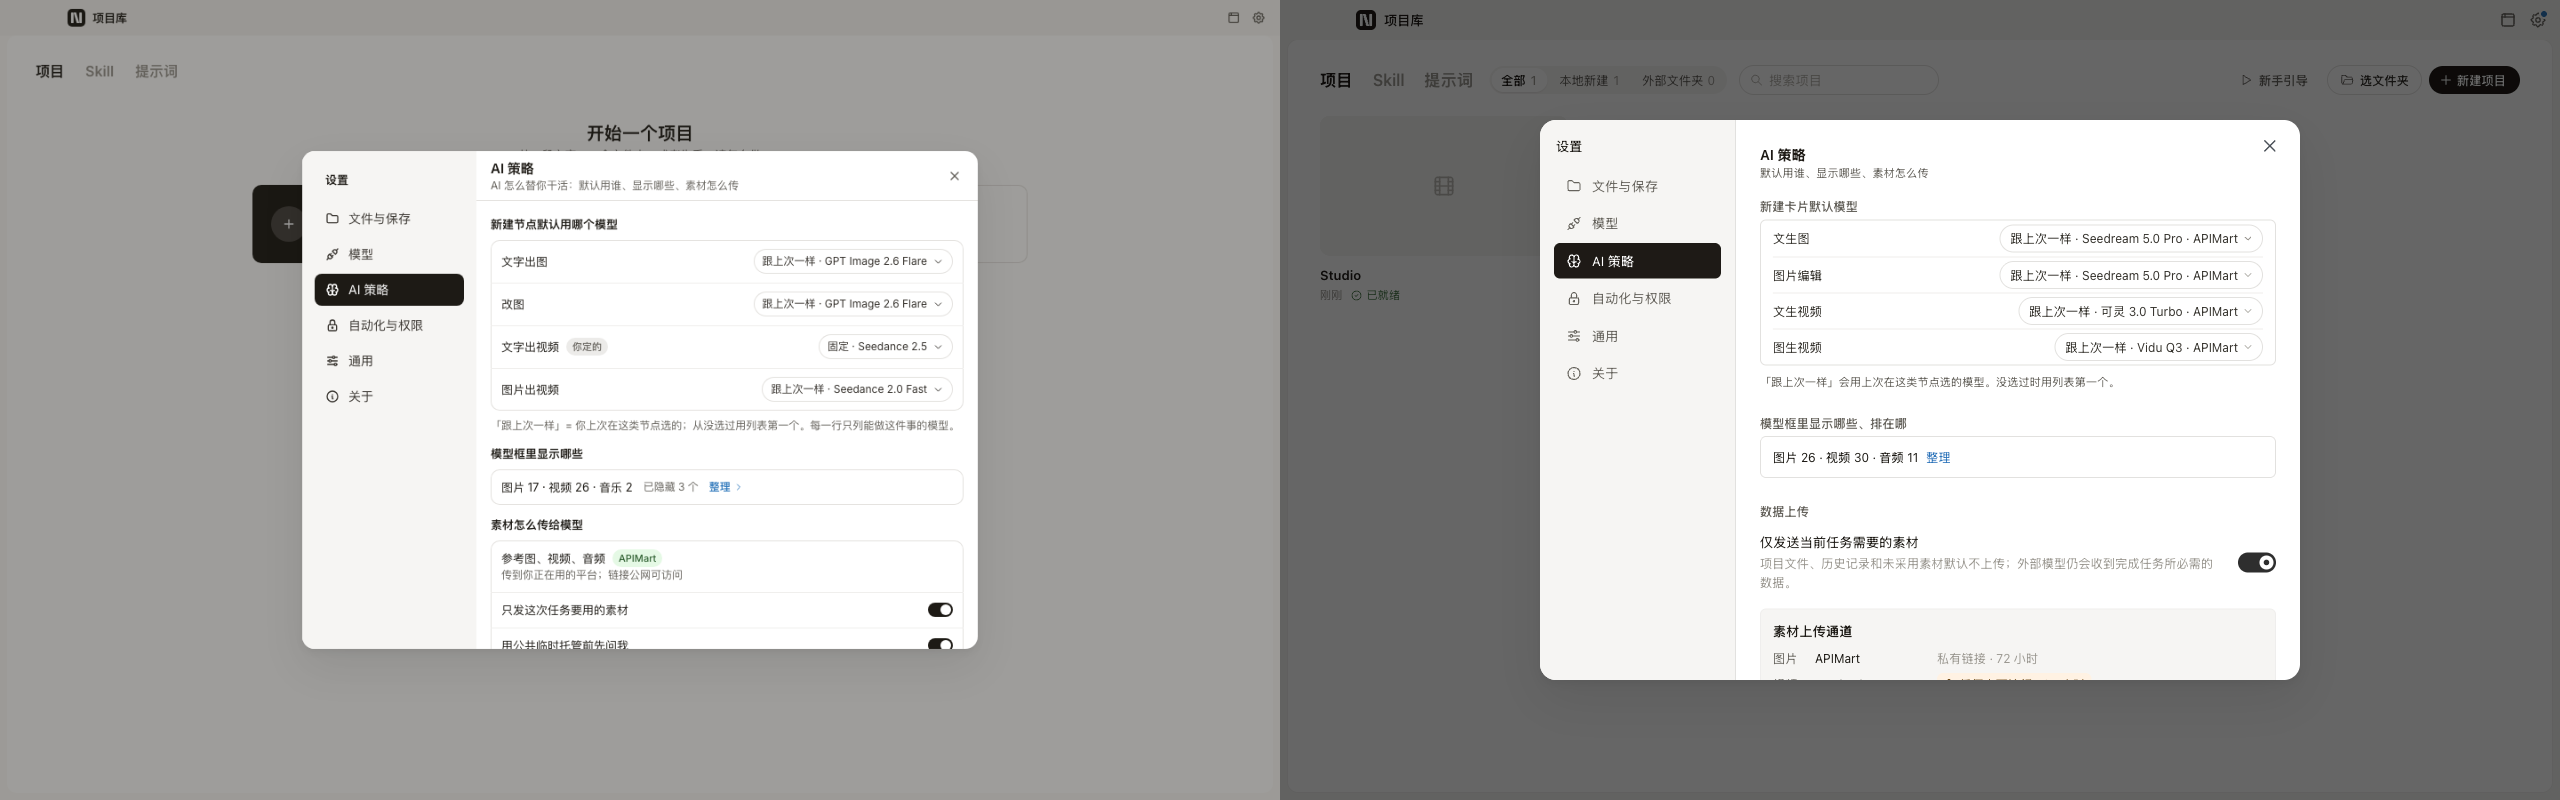 项目库
项目 Skill 提示词
开始一个项目
设置
文件与保存
模型
AI 策略
自动化与权限
通用
关于
AI 策略
AI 怎么替你干活：默认用谁、显示哪些、素材怎么传
新建节点默认用哪个模型
文字出图 跟上次一样 · GPT Image 2.6 Flare
改图 跟上次一样 · GPT Image 2.6 Flare
文字出视频 你定的 固定 · Seedance 2.5
图片出视频 跟上次一样 · Seedance 2.0 Fast
「跟上次一样」= 你上次在这类节点选的；从没选过用列表第一个。每一行只列能做这件事的模型。
模型框里显示哪些
图片 17 · 视频 26 · 音乐 2 已隐藏 3 个 整理
素材怎么传给模型
参考图、视频、音频 APIMart
传到你正在用的平台；链接公网可访问
只发这次任务要用的素材
用公共临时托管前先问我
项目库
项目 Skill 提示词 全部 1 本地新建 1 外部文件夹 0 搜索项目 新手引导 选文件夹 新建项目
Studio
刚刚 已就绪
设置
文件与保存
模型
AI 策略
自动化与权限
通用
关于
AI 策略
默认用谁、显示哪些、素材怎么传
新建卡片默认模型
文生图 跟上次一样 · Seedream 5.0 Pro · APIMart
图片编辑 跟上次一样 · Seedream 5.0 Pro · APIMart
文生视频 跟上次一样 · 可灵 3.0 Turbo · APIMart
图生视频 跟上次一样 · Vidu Q3 · APIMart
「跟上次一样」会用上次在这类节点选的模型。没选过时用列表第一个。
模型框里显示哪些、排在哪
图片 26 · 视频 30 · 音频 11 整理
数据上传
仅发送当前任务需要的素材
项目文件、历史记录和未采用素材默认不上传；外部模型仍会收到完成任务所必需的
数据。
素材上传通道
图片 APIMart 私有链接 · 72 小时